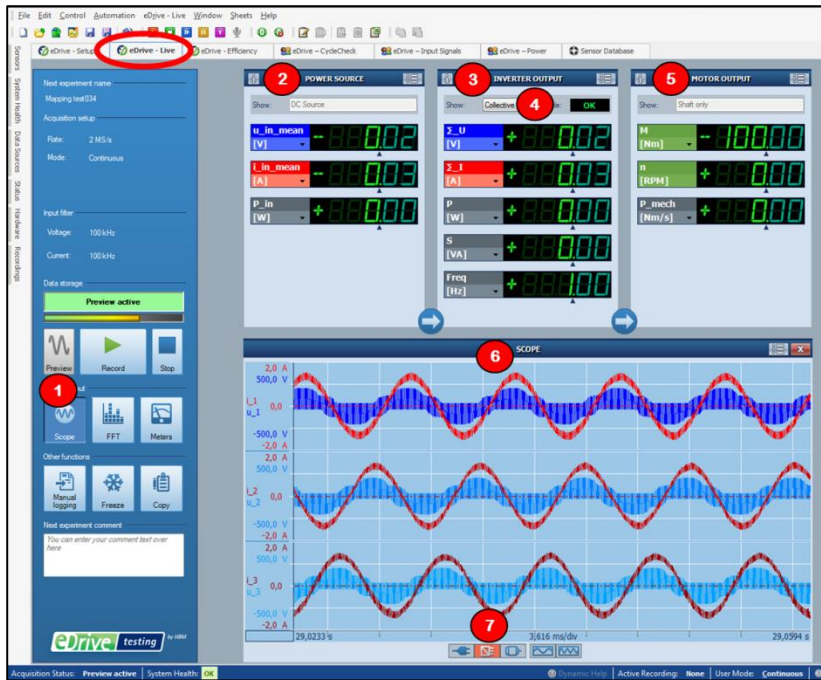 File Edit Control Automation eDrive - Live Window Sheets Help
eDrive - Setup eDrive - Live eDrive - Efficiency eDrive – CycleCheck eDrive – Input Signals eDrive – Power Sensor Database
Sensors
System Health
Data Sources
Status
Hardware
Recordings
Next experiment name
Mapping test034
Acquisition setup
Rate: 2 MS/s
Mode: Continuous
Input filter
Voltage: 100 kHz
Current: 100 kHz
Data storage
Preview active
Preview Record Stop
1
Scope FFT Meters
Other functions
Manual
logging
Freeze Copy
Next experiment comment
You can enter your comment text over
here
eDrive testing by HBM
2 POWER SOURCE
Show: DC Source
u_in_mean
[V] - 0.02
i_in_mean
[A] - 0.03
P_in
[W] + 0.00
3 INVERTER OUTPUT
Show: Collective 4 OK
Σ_U
[V] + 0.02
Σ_I
[A] + 0.03
P
[W] + 0.00
S
[VA] + 0.00
Freq
[Hz] + 1.00
5 MOTOR OUTPUT
Show: Shaft only
M
[Nm] - 100.00
n
[RPM] + 0.00
P_mech
[Nm/s] + 0.00
6 SCOPE
2,0 A
500,0 V
i_1
u_1
0,0
-500,0 V
-2,0 A
2,0 A
500,0 V
i_2
u_2
0,0
-500,0 V
-2,0 A
2,0 A
500,0 V
i_3
u_3
0,0
-500,0 V
-2,0 A
29,0233 s 3,616 ms/div 29,0594 s
7
Acquisition Status: Preview active System Health: OK Dynamic Help Active Recording: None User Mode: Continuous